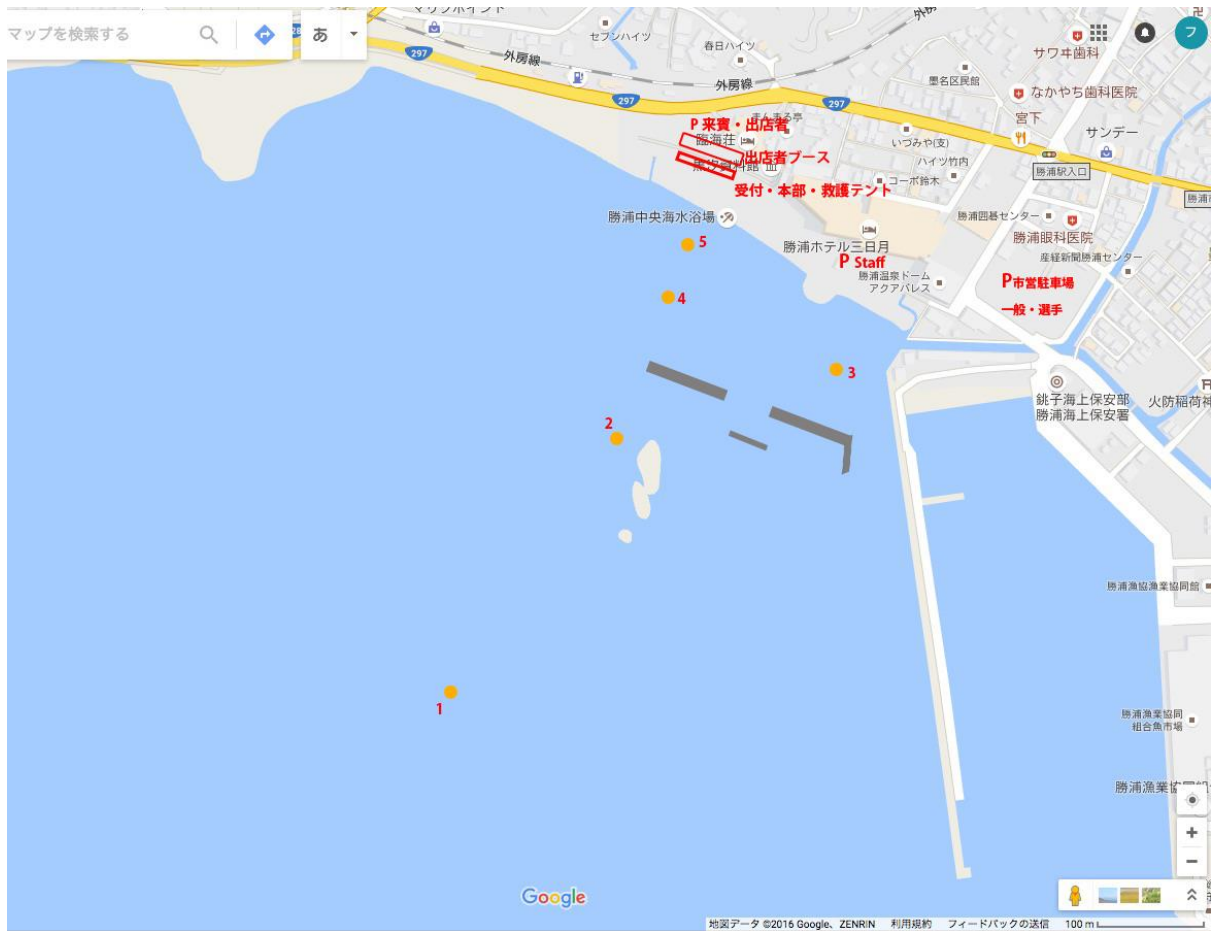 マップを検索する
あ
セブンハイツ
春日ハイツ
外房線
外房線
297
297
297
サワヰ歯科
フ
墨名区民館
なかやち歯科医院
宮下
サンデー
勝浦駅入口
P 来賓・出店者
臨海荘
いづみや(支)
ハイツ竹内
出店者ブース
コーポ鈴木
受付・本部・救護テント
勝浦中央海水浴場
勝浦囲碁センター
勝浦眼科医院
産経新聞勝浦センター
勝浦ホテル三日月
P Staff
勝浦温泉ドーム
アクアパレス
P市営駐車場
一般・選手
5
4
3
2
1
銚子海上保安部
勝浦海上保安署
火防稲荷神
勝浦漁協漁業協同館
勝浦漁業協同
組合魚市場
Google
地図データ ©2016 Google、ZENRIN 利用規約 フィードバックの送信 100 m